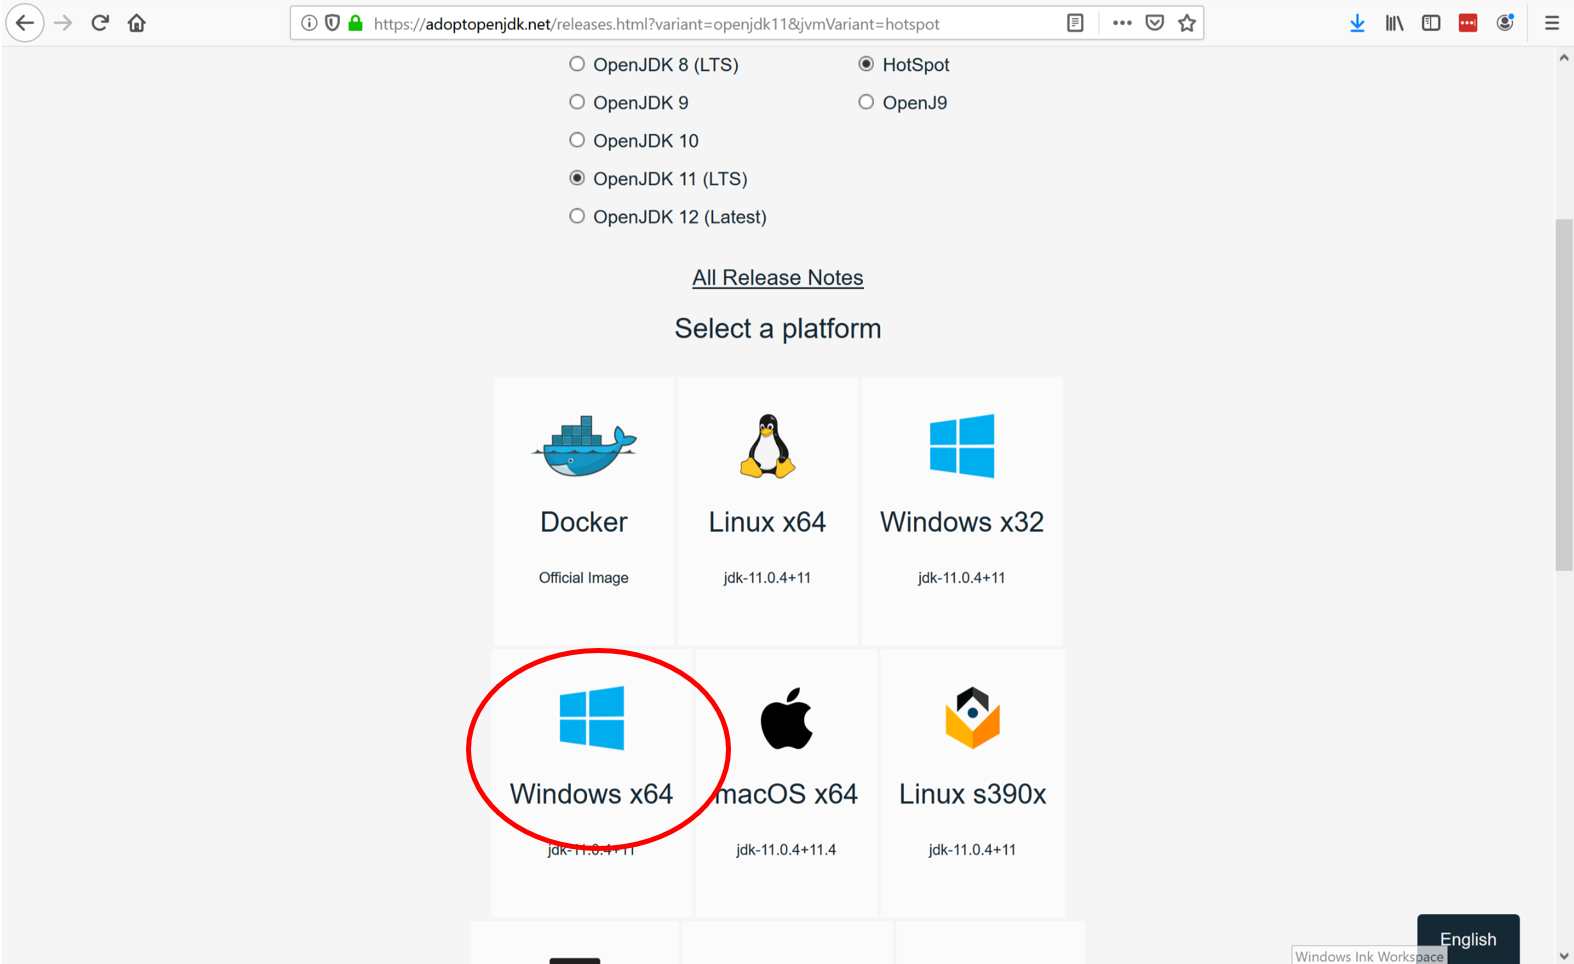 https://adoptopenjdk.net/releases.html?variant=openjdk11&jvmVariant=hotspot
OpenJDK 8 (LTS)
HotSpot
OpenJDK 9
OpenJ9
OpenJDK 10
OpenJDK 11 (LTS)
OpenJDK 12 (Latest)
All Release Notes
Select a platform
Docker
Linux x64
Windows x32
Official Image
jdk-11.0.4+11
jdk-11.0.4+11
Windows x64
macOS x64
Linux s390x
jdk-11.0.4+11
jdk-11.0.4+11.4
jdk-11.0.4+11
English
Windows Ink Workspace